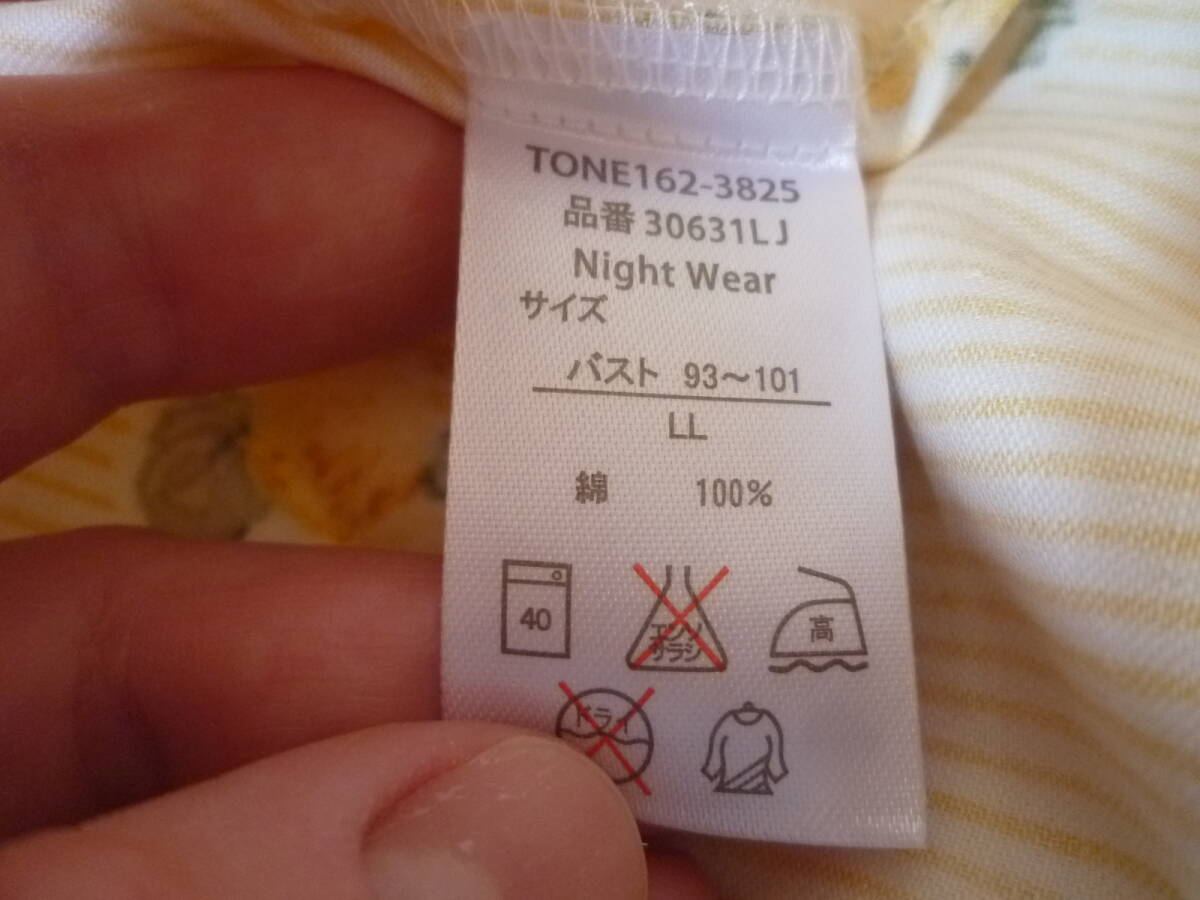 TONE162-3825
品番 30631LJ
Night Wear
サイズ
バスト 93～101
LL
綿 100%
40
エンソ
サラシ
高
ドライ